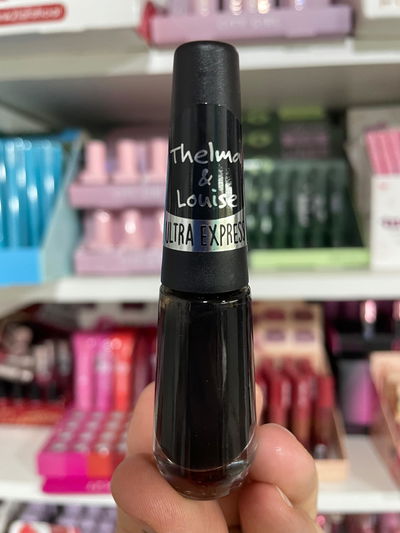 Thelma
&
Louise
ULTRA EXPRESS